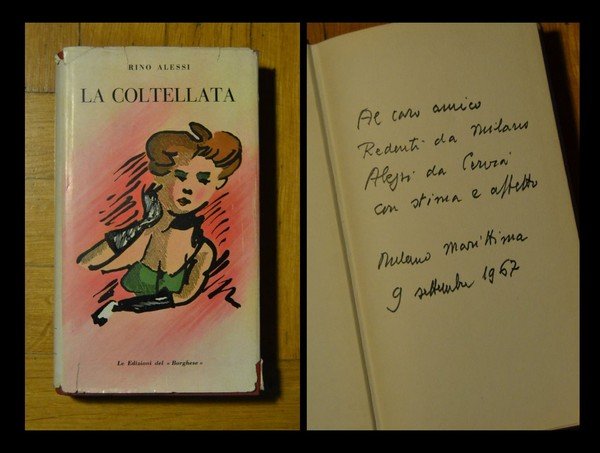 RINO ALESSI
LA COLTELLATA
Le Edizioni del « Borghese »
Al caro amico
Redenti da Milano
Alessi da Cervia
con stima e affetto
Milano Marittima
9 settembre 1967